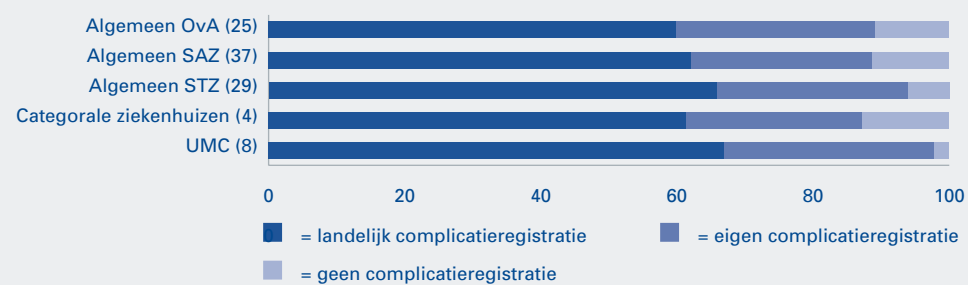 Algemeen OvA (25)
Algemeen SAZ (37)
Algemeen STZ (29)
Categorale ziekenhuizen (4)
UMC (8)
0 20 40 60 80 100
0 = landelijk complicatieregistratie = eigen complicatieregistratie
= geen complicatieregistratie